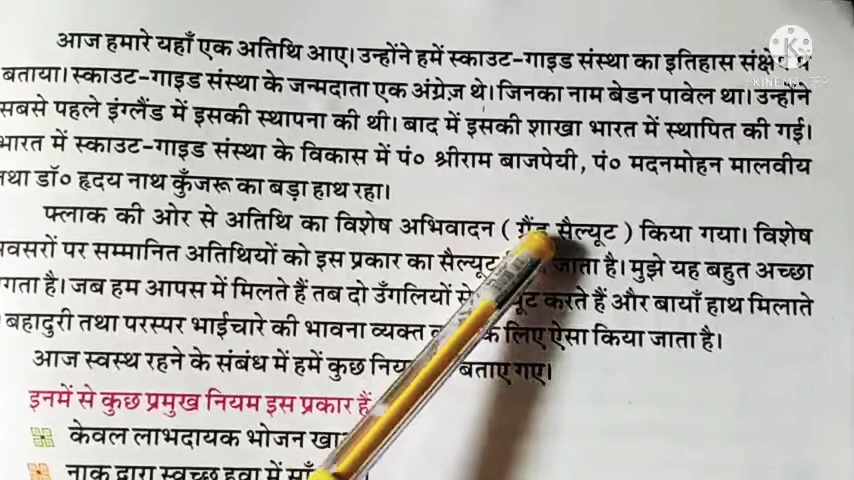 आज हमारे यहाँ एक अतिथि आए। उन्होंने हमें स्काउट-गाइड संस्था का इतिहास
बताया। स्काउट-गाइड संस्था के जन्मदाता एक अंग्रेज़ थे। जिनका नाम बेडन पावेल था। उन्होंने
सबसे पहले इंग्लैंड में इसकी स्थापना की थी। बाद में इसकी शाखा भारत में स्थापित की गई।
भारत में स्काउट-गाइड संस्था के विकास में पं० श्रीराम बाजपेयी, पं० मदनमोहन मालवीय
तथा डॉ० हृदय नाथ कुँजरू का बड़ा हाथ रहा।
फ्लाक की ओर से अतिथि का विशेष अभिवादन ( ग्रैंड सैल्यूट ) किया गया। विशेष
पर सम्मानित अतिथियों को इस प्रकार का सैल्यूट जाता है। मुझे यह बहुत अच्छा
जब हम आपस में मिलते हैं तब दो उँगलियों से करते हैं और बायाँ हाथ मिलाते
बहादुरी तथा परस्पर भाईचारे की भावना व्यक्त के लिए ऐसा किया जाता है।
आज स्वस्थ रहने के संबंध में हमें कुछ बताए गए।
इनमें से कुछ प्रमुख नियम इस प्रकार हैं
केवल लाभदायक भोजन
नाक द्वारा स्वच्छ हवा में
KINEMASTER